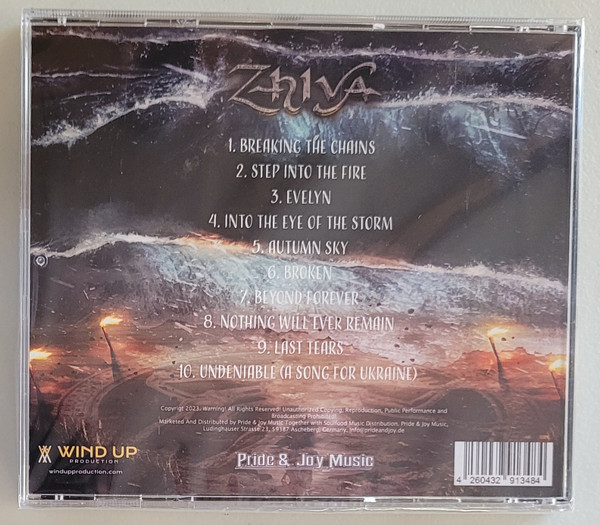 Zhiva
1. BREAKING THE CHAINS
2. STEP INTO THE FIRE
3. EVELYN
4. INTO THE EYE OF THE STORM
5. AUTUMN SKY
6. BROKEN
7. BEYOND FOREVER
8. NOTHING WILL EVER REMAIN
9. LAST TEARS
10. UNDENIABLE (A SONG FOR UKRAINE)
Copyrigt 2023. Warning! All Rights Reserved! Unauthorized Copying, Reproduction, Public Performance and
Broadcasting Prohibited!
Marketed And Distributed by Pride & Joy Music Together with Soulfood Music Distribution. Pride & Joy Music,
Lüdinghauser Strasse 23, 59387 Ascheberg, Germany, info@prideandjoy.de
WIND UP
PRODUCTION
windupproduction.com
Pride & Joy Music
4 260432 913484